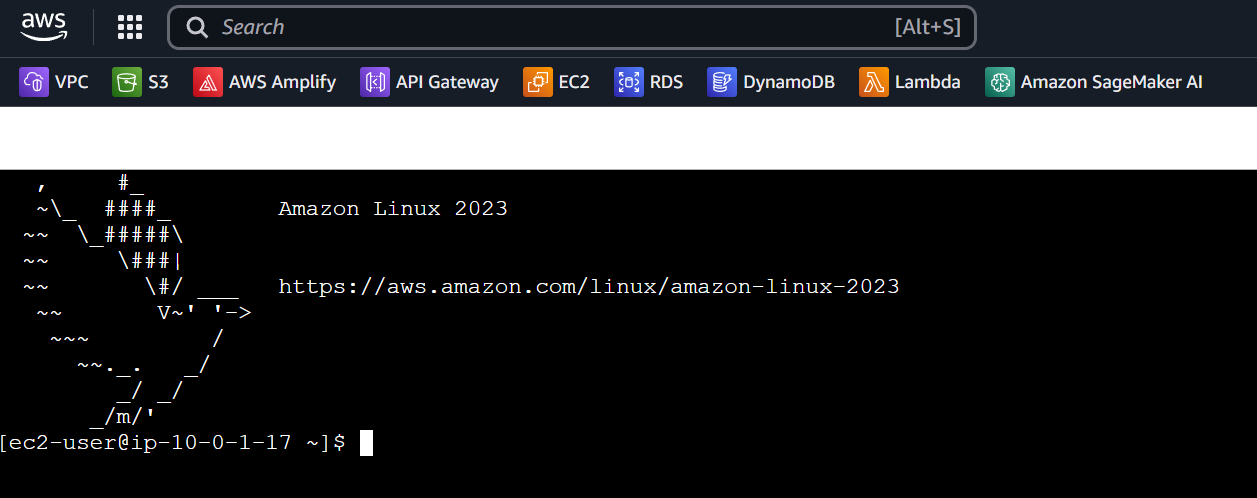 aws
Search [Alt+S]
VPC S3 AWS Amplify API Gateway EC2 RDS DynamoDB Lambda Amazon SageMaker AI
   ,     #_
   ~\_  ####_        Amazon Linux 2023
  ~~  \_#####\
  ~~     \###|
  ~~       \#/ ___   https://aws.amazon.com/linux/amazon-linux-2023
   ~~       V~' '->
    ~~~         /
      ~~._.   _/
         _/ _/
       _/m/'
[ec2-user@ip-10-0-1-17 ~]$